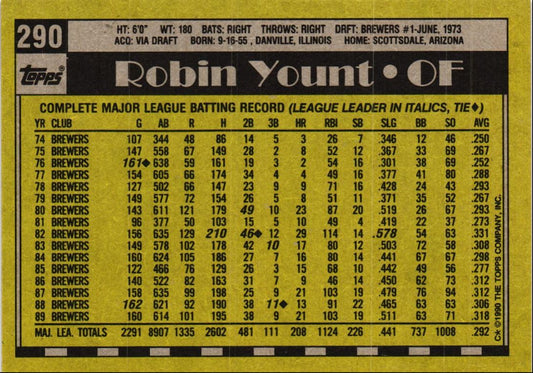 290
HT: 6'0" WT: 180 BATS: RIGHT THROWS: RIGHT DRFT: BREWERS #1-JUNE, 1973
ACQ: VIA DRAFT BORN: 9-16-55, DANVILLE, ILLINOIS HOME: SCOTTSDALE, ARIZONA
Topps® Robin Yount • OF
COMPLETE MAJOR LEAGUE BATTING RECORD (LEAGUE LEADER IN ITALICS, TIE♦)
YR CLUB G AB R H 2B 3B HR RBI SB SLG BB SO AVG
74 BREWERS 107 344 48 86 14 5 3 26 7 .346 12 46 .250
75 BREWERS 147 558 67 149 28 2 8 52 12 .367 33 69 .267
76 BREWERS 161♦ 638 59 161 19 3 2 54 16 .301 38 69 .252
77 BREWERS 154 605 66 174 34 4 4 49 16 .377 41 80 .288
78 BREWERS 127 502 66 147 23 9 9 71 16 .428 24 43 .293
79 BREWERS 149 577 72 154 26 5 8 51 11 .371 35 52 .267
80 BREWERS 143 611 121 179 49 10 23 87 20 .519 26 67 .293
81 BREWERS 96 377 50 103 15 5 10 49 4 .419 22 37 .273
82 BREWERS 156 635 129 210 46♦ 12 29 114 14 .578 54 63 .331
83 BREWERS 149 578 102 178 42 10 17 80 12 .503 72 58 .308
84 BREWERS 160 624 105 186 27 7 16 80 14 .441 67 67 .298
85 BREWERS 122 466 76 129 26 3 15 68 10 .442 49 56 .277
86 BREWERS 140 522 82 163 31 7 9 46 14 .450 62 73 .312
87 BREWERS 158 635 99 198 25 9 21 103 19 .479 76 94 .312
88 BREWERS 162 621 92 190 38 11♦ 13 91 22 .465 63 63 .306
89 BREWERS 160 614 101 195 38 9 21 103 19 .511 63 71 .318
MAJ. LEA. TOTALS 2291 8907 1335 2602 481 111 208 1124 226 .441 737 1008 .292
C★ ©1990 THE TOPPS COMPANY, INC.